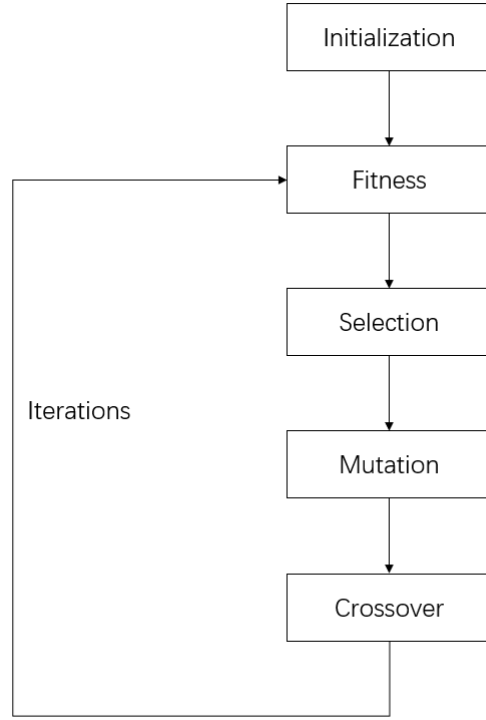 Initialization
Fitness
Selection
Iterations
Mutation
Crossover